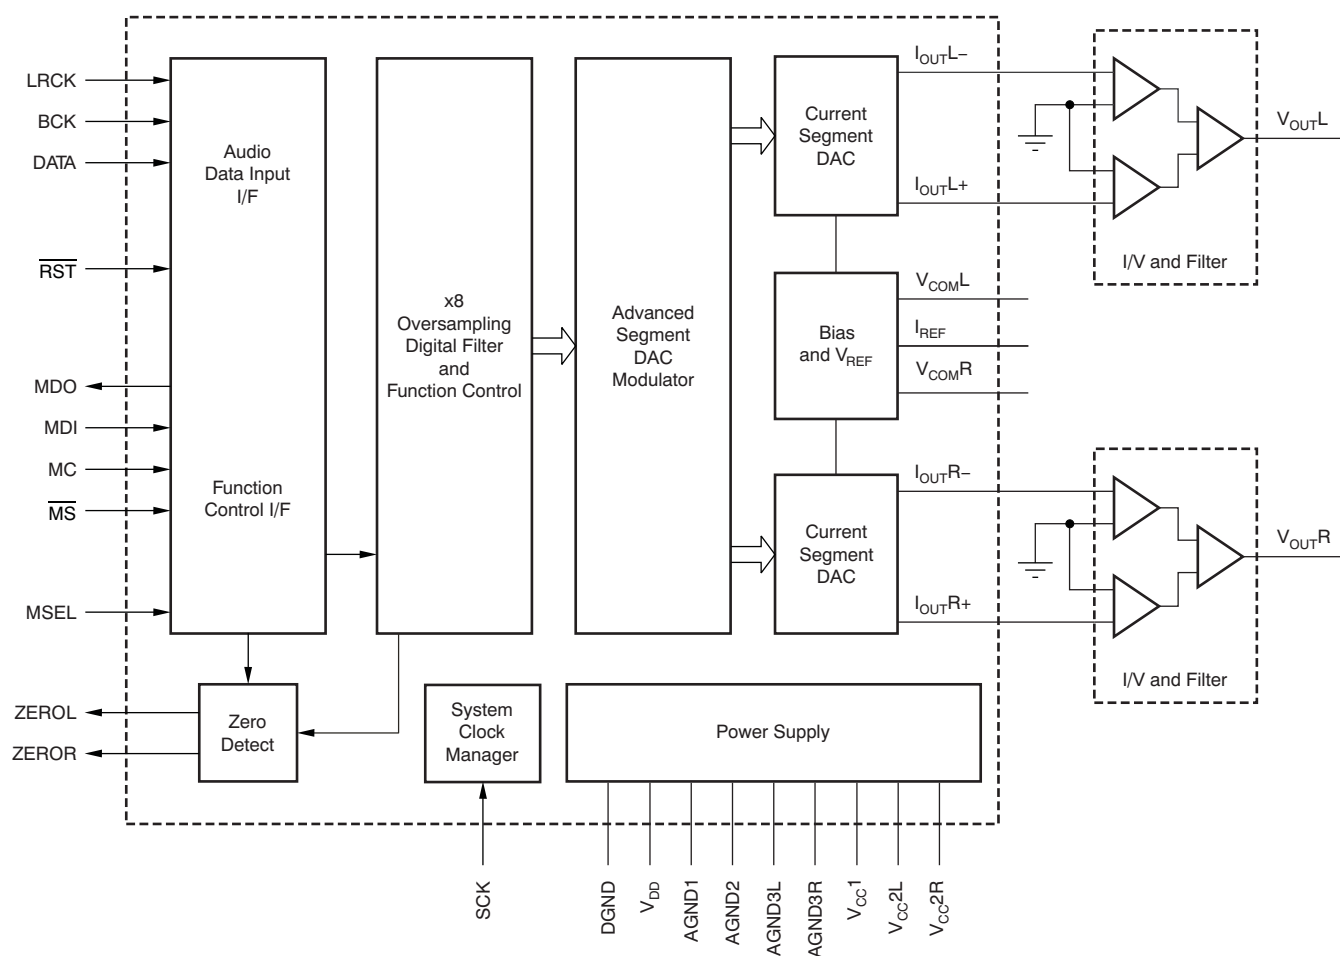 LRCK
BCK
DATA
RST
MDO
MDI
MC
MS
MSEL
ZEROL
ZEROR
Audio
Data Input
I/F
Function
Control I/F
x8
Oversampling
Digital Filter
and
Function Control
Advanced
Segment
DAC
Modulator
Current
Segment
DAC
Bias
and VREF
Current
Segment
DAC
IOUTL–
IOUTL+
VCOML
IREF
VCOMR
IOUTR–
IOUTR+
I/V and Filter
VOUTL
I/V and Filter
VOUTR
Zero
Detect
System
Clock
Manager
Power Supply
SCK
DGND
VDD
AGND1
AGND2
AGND3L
AGND3R
VCC1
VCC2L
VCC2R